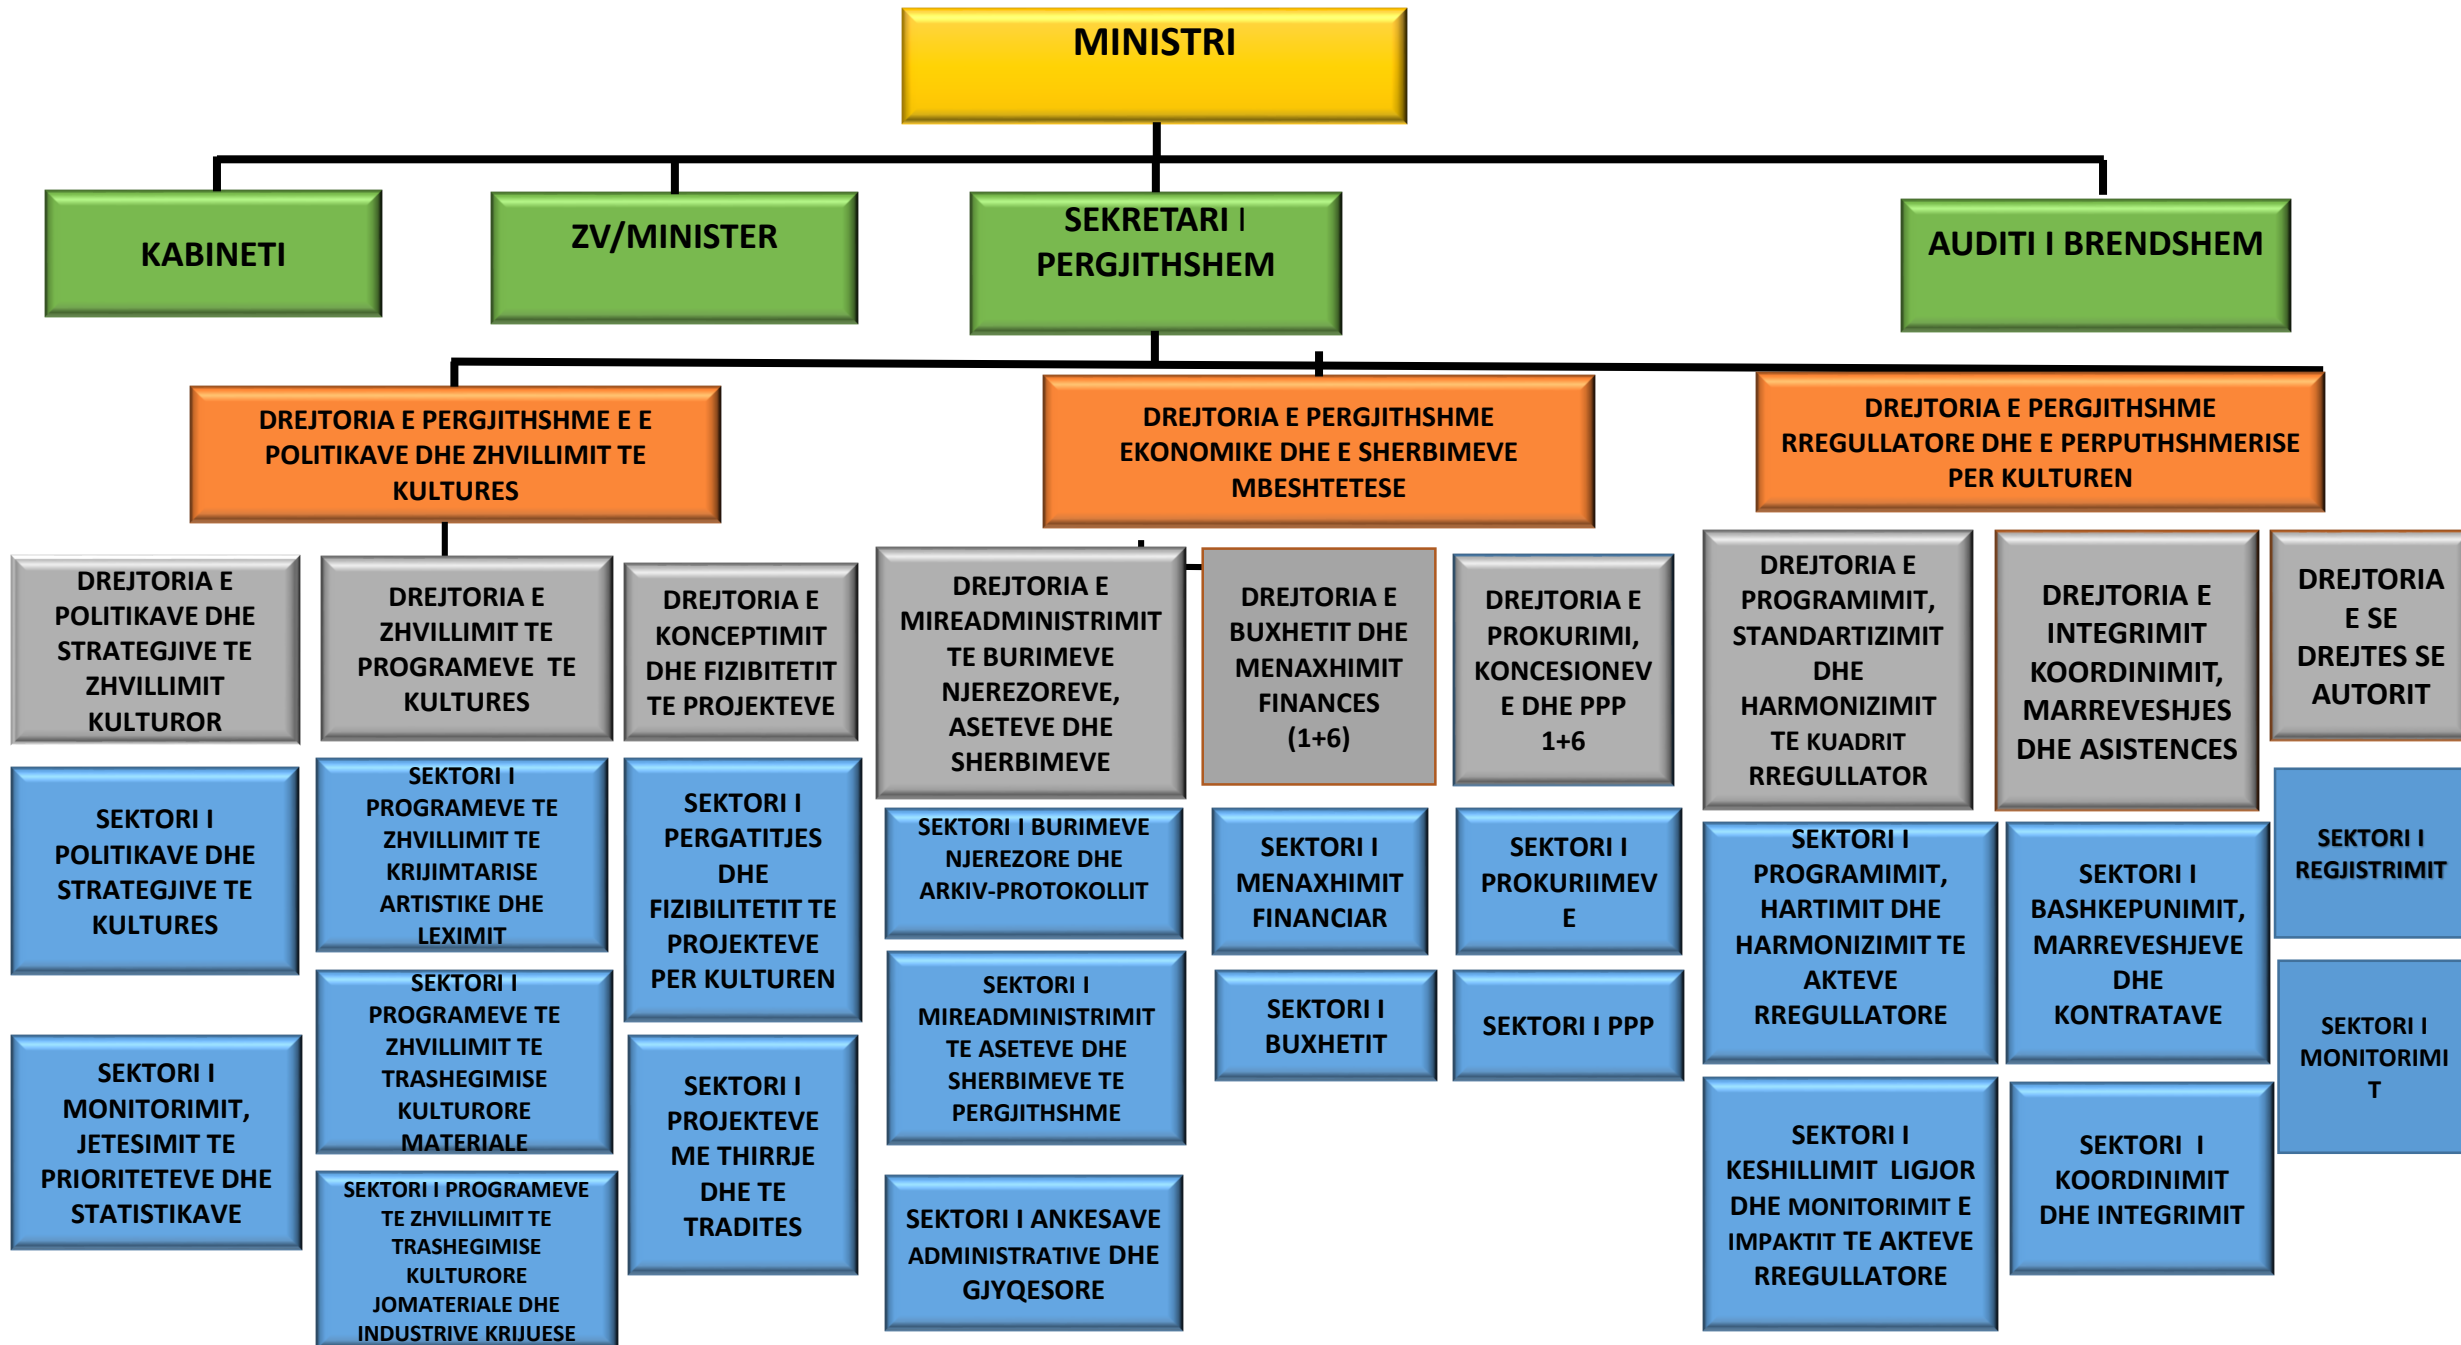 MINISTRI
KABINETI
ZV/MINISTER
SEKRETARI I
PERGJITHSHEM
AUDITI I BRENDSHEM
DREJTORIA E PERGJITHSHME E E
POLITIKAVE DHE ZHVILLIMIT TE
KULTURES
DREJTORIA E PERGJITHSHME
EKONOMIKE DHE E SHERBIMEVE
MBESHTETESE
DREJTORIA E PERGJITHSHME
RREGULLATORE DHE E PERPUTHSHMERISE
PER KULTUREN
DREJTORIA E
POLITIKAVE DHE
STRATEGJIVE TE
ZHVILLIMIT
KULTUROR
DREJTORIA E
ZHVILLIMIT TE
PROGRAMEVE TE
KULTURES
DREJTORIA E
KONCEPTIMIT
DHE FIZIBITETIT
TE PROJEKTEVE
DREJTORIA E
MIREADMINISTRIMIT
TE BURIMEVE
NJEREZOREVE,
ASETEVE DHE
SHERBIMEVE
DREJTORIA E
BUXHETIT DHE
MENAXHIMIT
FINANCES
(1+6)
DREJTORIA E
PROKURIMI,
KONCESIONEV
E DHE PPP
1+6
DREJTORIA E
PROGRAMIMIT,
STANDARTIZIMIT
DHE
HARMONIZIMIT
TE KUADRIT
RREGULLATOR
DREJTORIA E
INTEGRIMIT
KOORDINIMIT,
MARREVESHJES
DHE ASISTENCES
DREJTORIA
E SE
DREJTES SE
AUTORIT
SEKTORI I
POLITIKAVE DHE
STRATEGJIVE TE
KULTURES
SEKTORI I
MONITORIMIT,
JETESIMIT TE
PRIORITETEVE DHE
STATISTIKAVE
SEKTORI I
PROGRAMEVE TE
ZHVILLIMIT TE
KRIJIMTARISE
ARTISTIKE DHE
LEXIMIT
SEKTORI I
PROGRAMEVE TE
ZHVILLIMIT TE
TRASHEGIMISE
KULTURORE
MATERIALE
SEKTORI I PROGRAMEVE
TE ZHVILLIMIT TE
TRASHEGIMISE
KULTURORE
JOMATERIALE DHE
INDUSTRIVE KRIJUESE
SEKTORI I
PERGATITJES
DHE
FIZIBILITETIT TE
PROJEKTEVE
PER KULTUREN
SEKTORI I
PROJEKTEVE
ME THIRRJE
DHE TE
TRADITES
SEKTORI I BURIMEVE
NJEREZORE DHE
ARKIV-PROTOKOLLIT
SEKTORI I
MIREADMINISTRIMIT
TE ASETEVE DHE
SHERBIMEVE TE
PERGJITHSHME
SEKTORI I ANKESAVE
ADMINISTRATIVE DHE
GJYQESORE
SEKTORI I
MENAXHIMIT
FINANCIAR
SEKTORI I
BUXHETIT
SEKTORI I
PROKURIIMEV
E
SEKTORI I PPP
SEKTORI I
PROGRAMIMIT,
HARTIMIT DHE
HARMONIZIMIT TE
AKTEVE
RREGULLATORE
SEKTORI I
KESHILLIMIT LIGJOR
DHE MONITORIMIT E
IMPAKTIT TE AKTEVE
RREGULLATORE
SEKTORI I
BASHKEPUNIMIT,
MARREVESHJEVE
DHE
KONTRATAVE
SEKTORI I
KOORDINIMIT
DHE INTEGRIMIT
SEKTORI I
REGJISTRIMIT
SEKTORI I
MONITORIMI
T